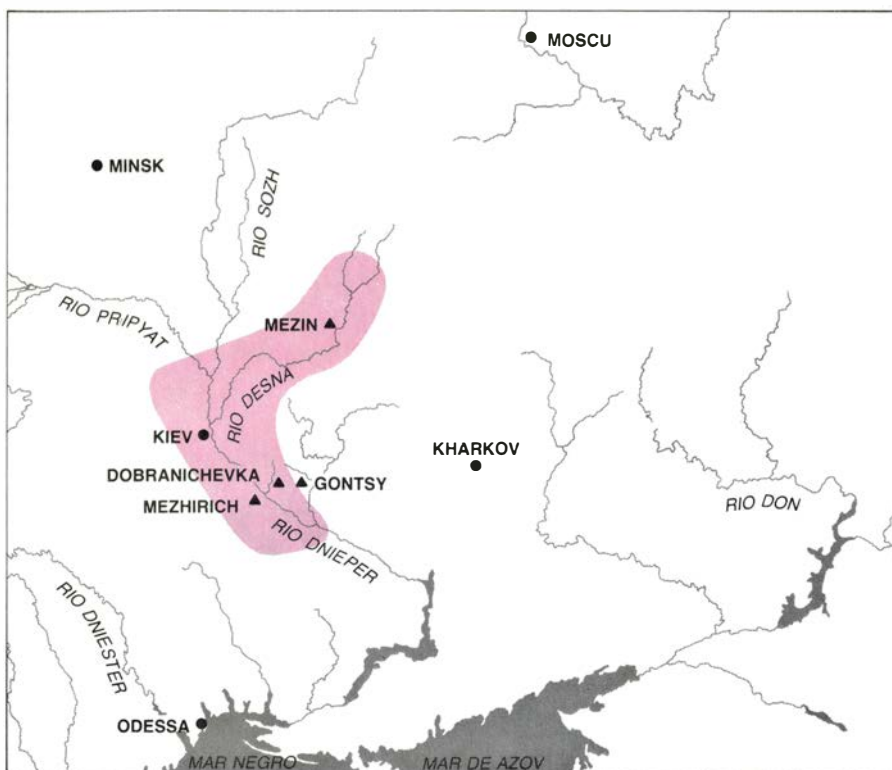 MOSCU
MINSK
RIO SOZH
RIO PRIPYAT
MEZIN
RIO DESNA
KIEV
KHARKOV
DOBRANICHEVKA
GONTSY
MEZHIRICH
RIO DON
RIO DNIEPER
RIO DNIESTER
ODESSA
MAR NEGRO
MAR DE AZOV